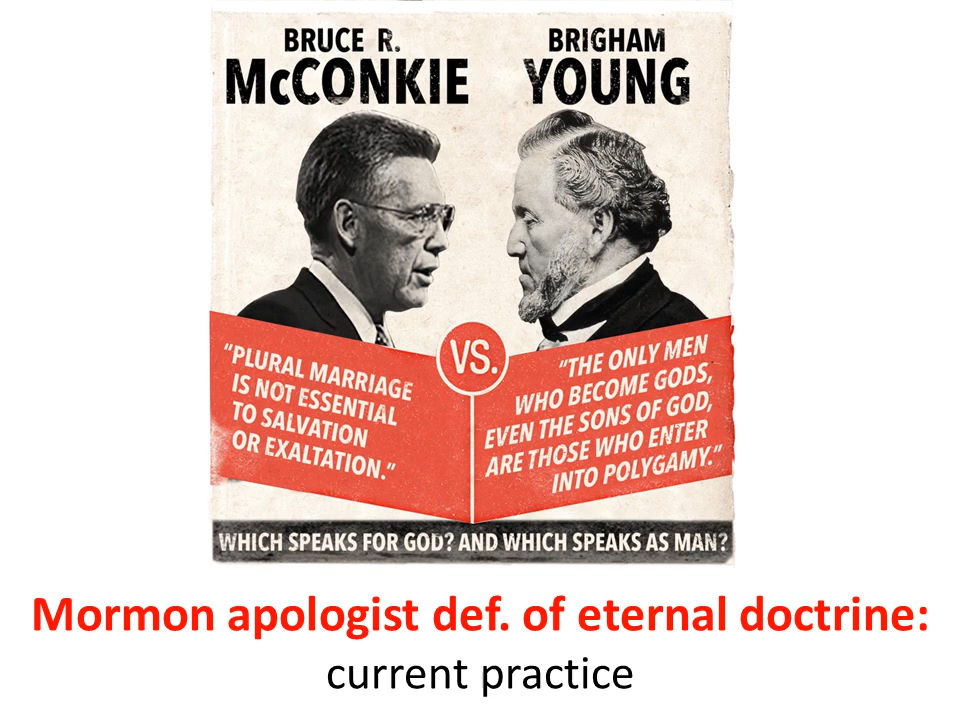 BRUCE R.
McCONKIE
BRIGHAM
YOUNG
"PLURAL MARRIAGE
IS NOT ESSENTIAL
TO SALVATION
OR EXALTATION."
VS.
"THE ONLY MEN
WHO BECOME GODS,
EVEN THE SONS OF GOD,
ARE THOSE WHO ENTER
INTO POLYGAMY."
WHICH SPEAKS FOR GOD? AND WHICH SPEAKS AS MAN?
Mormon apologist def. of eternal doctrine:
current practice